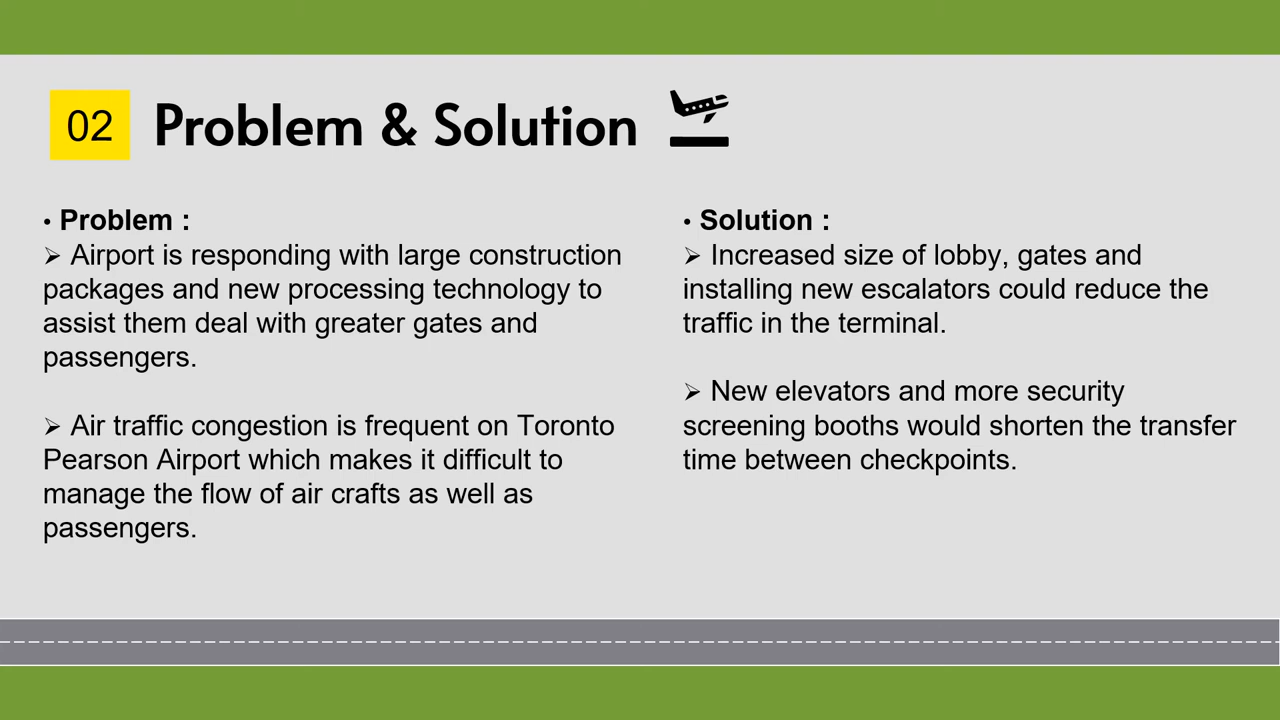 02 Problem & Solution
• Problem :
➢ Airport is responding with large construction
packages and new processing technology to
assist them deal with greater gates and
passengers.
➢ Air traffic congestion is frequent on Toronto
Pearson Airport which makes it difficult to
manage the flow of air crafts as well as
passengers.
• Solution :
➢ Increased size of lobby, gates and
installing new escalators could reduce the
traffic in the terminal.
➢ New elevators and more security
screening booths would shorten the transfer
time between checkpoints.